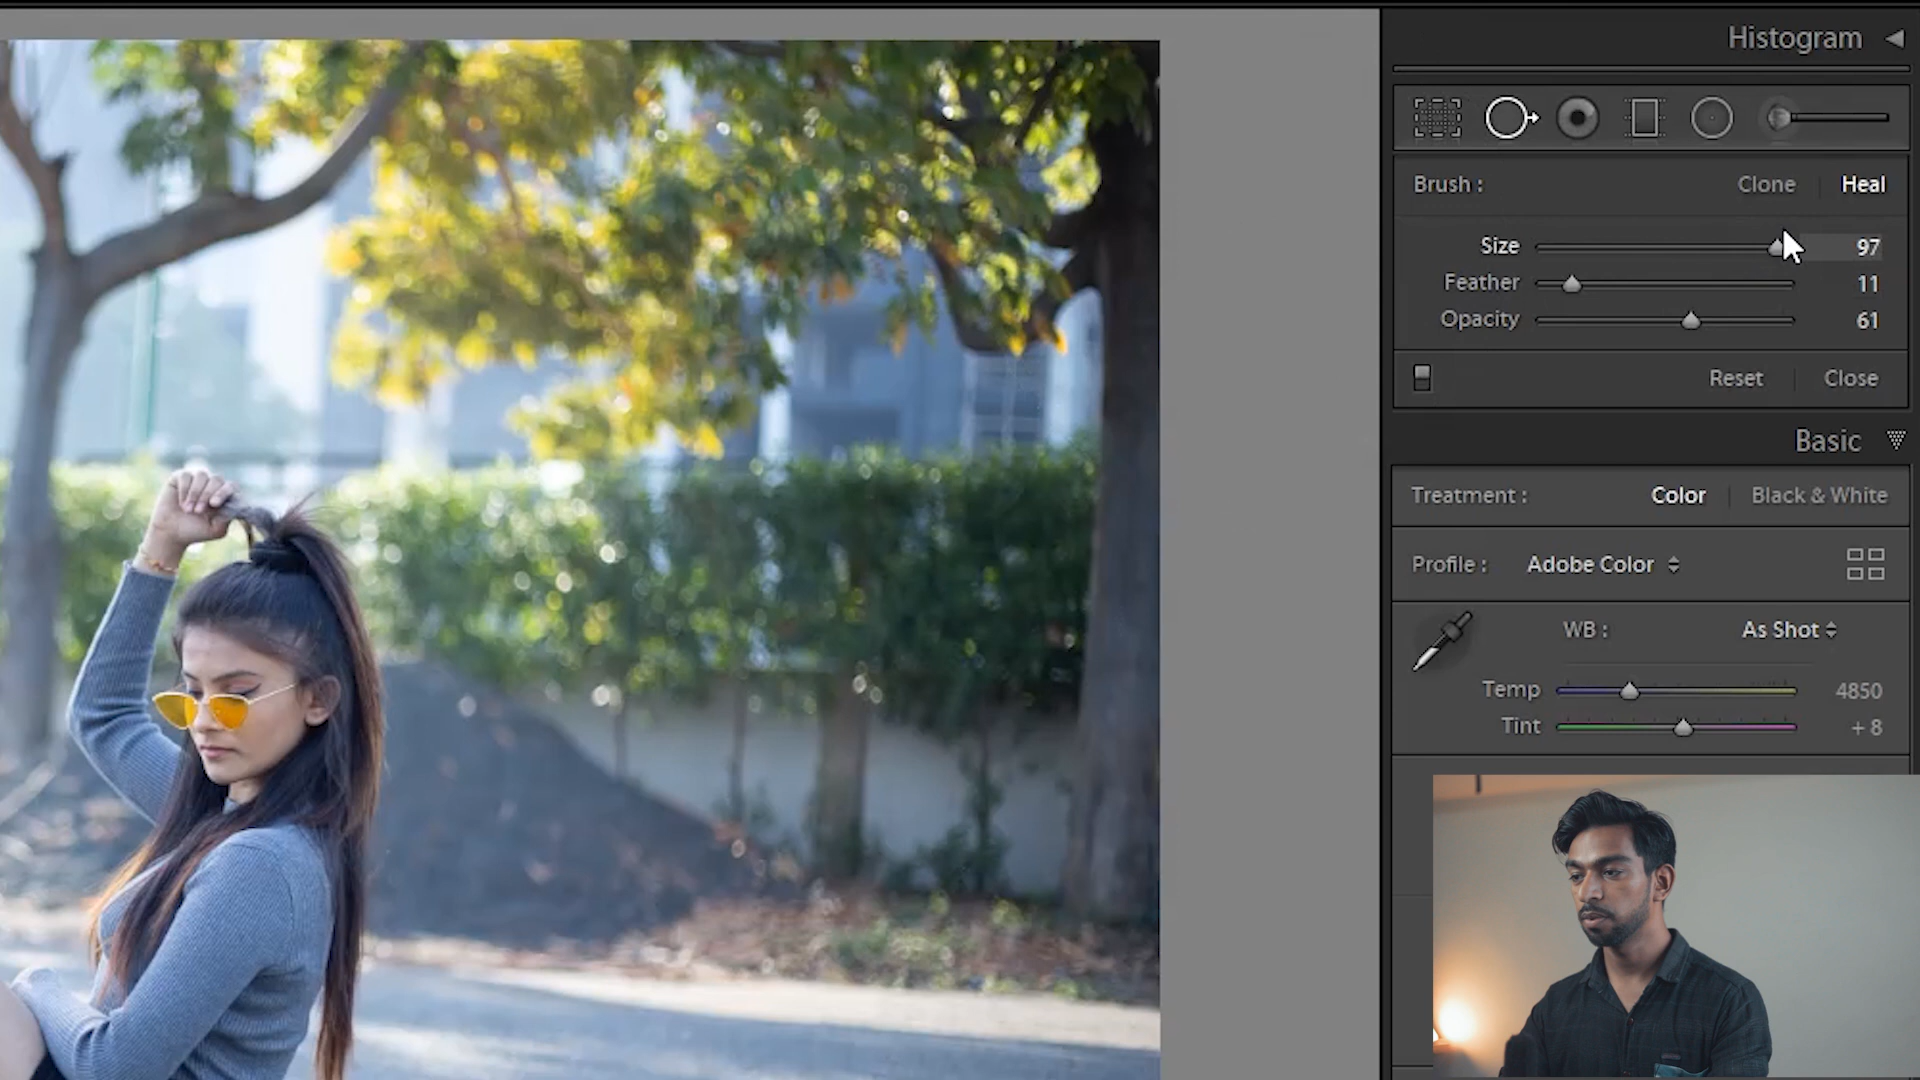 Histogram
Brush : Clone Heal
Size 97
Feather 11
Opacity 61
Reset Close
Basic
Treatment : Color Black & White
Profile : Adobe Color
WB : As Shot
Temp 4850
Tint + 8